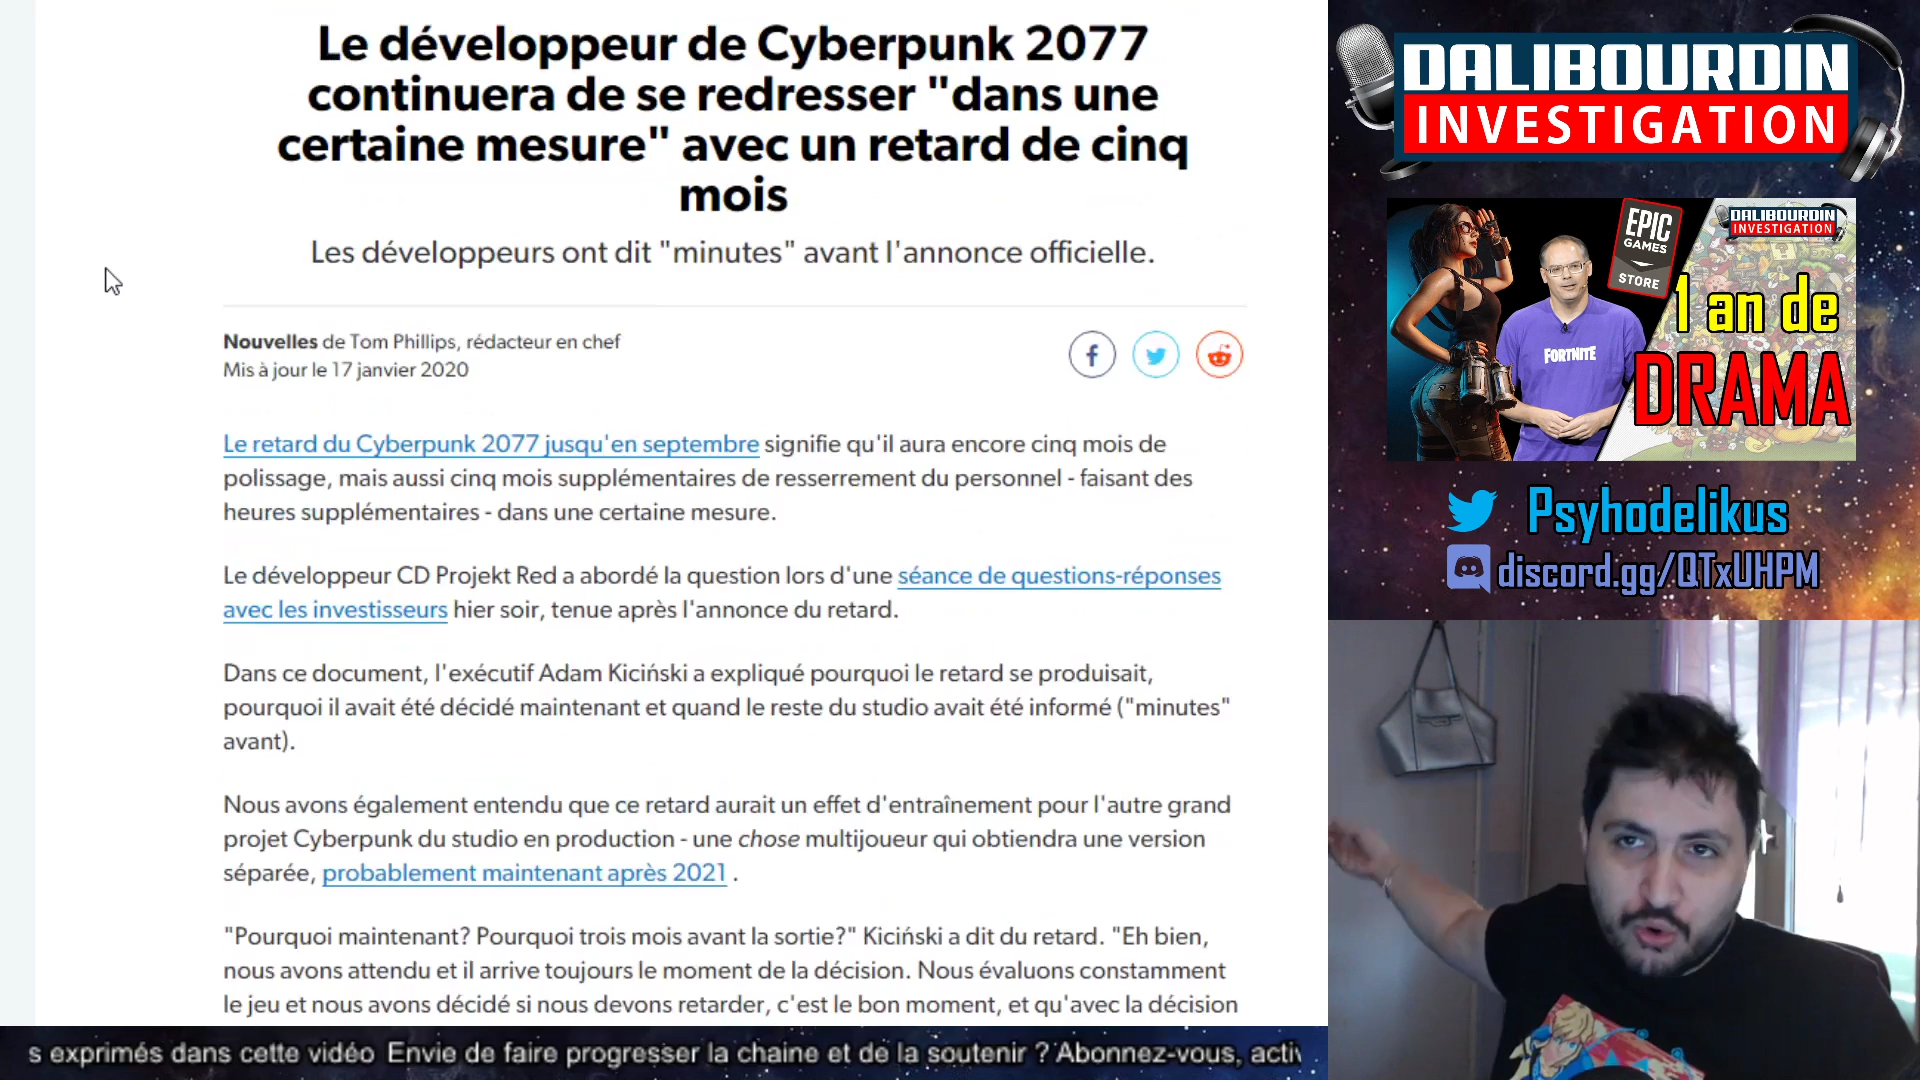 Le développeur de Cyberpunk 2077
continuera de se redresser "dans une
certaine mesure" avec un retard de cinq
mois
Les développeurs ont dit "minutes" avant l'annonce officielle.
Nouvelles de Tom Phillips, rédacteur en chef
Mis à jour le 17 janvier 2020
Le retard du Cyberpunk 2077 jusqu'en septembre signifie qu'il aura encore cinq mois de
polissage, mais aussi cinq mois supplémentaires de resserrement du personnel - faisant des
heures supplémentaires - dans une certaine mesure.
Le développeur CD Projekt Red a abordé la question lors d'une séance de questions-réponses
avec les investisseurs hier soir, tenue après l'annonce du retard.
Dans ce document, l'exécutif Adam Kiciński a expliqué pourquoi le retard se produisait,
pourquoi il avait été décidé maintenant et quand le reste du studio avait été informé ("minutes"
avant).
Nous avons également entendu que ce retard aurait un effet d'entraînement pour l'autre grand
projet Cyberpunk du studio en production - une chose multijoueur qui obtiendra une version
séparée, probablement maintenant après 2021 .
"Pourquoi maintenant? Pourquoi trois mois avant la sortie?" Kiciński a dit du retard. "Eh bien,
nous avons attendu et il arrive toujours le moment de la décision. Nous évaluons constamment
le jeu et nous avons décidé si nous devons retarder, c'est le bon moment, et qu'avec la décision
s exprimés dans cette vidéo Envie de faire progresser la chaine et de la soutenir ? Abonnez-vous, activ
DALIBOURDIN
INVESTIGATION
EPIC
GAMES
STORE
DALIBOURDIN
INVESTIGATION
1 an de
DRAMA
FORTNITE
Psyhodelikus
discord.gg/QTxUHPM